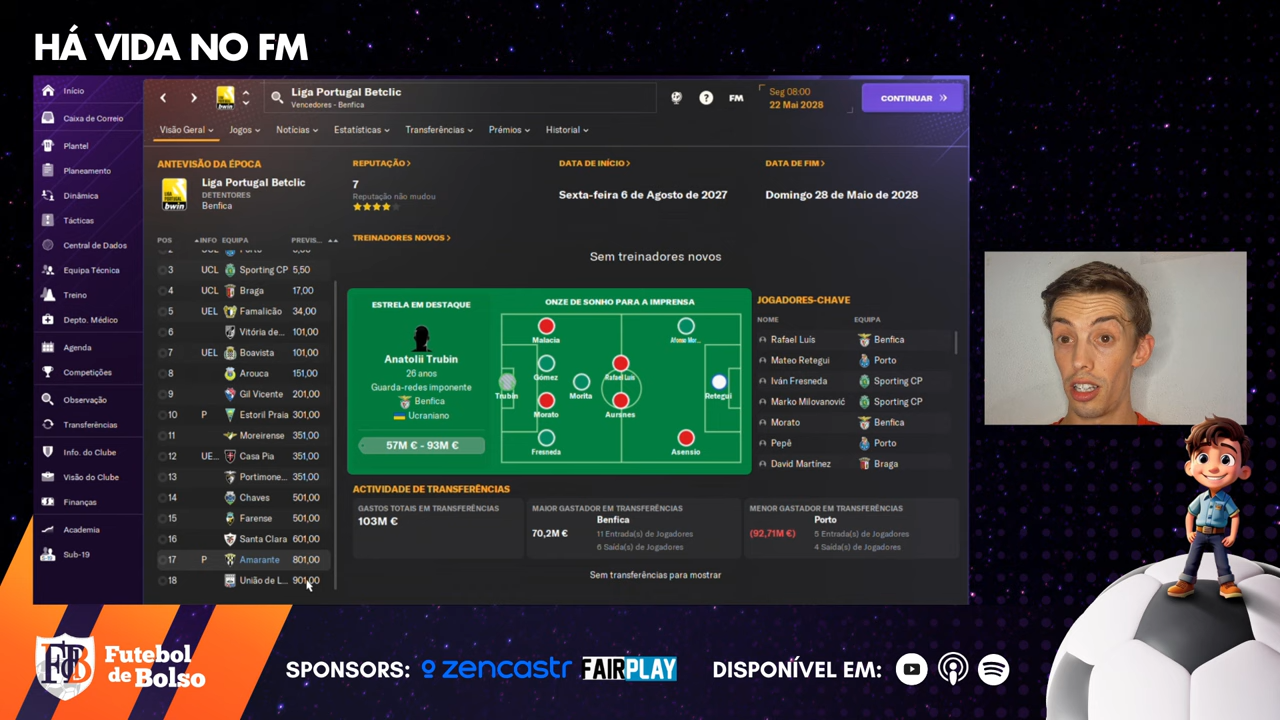 HÁ VIDA NO FM
Início
Caixa de Correio
Plantel
Planeamento
Dinâmica
Tácticas
Central de Dados
Equipa Técnica
Treino
Depto. Médico
Agenda
Competições
Observação
Transferências
Info. do Clube
Visão do Clube
Finanças
Academia
Sub-19
bwin
Liga Portugal Betclic
Vencedores - Benfica
?
FM
Seg 08:00
22 Mai 2028
CONTINUAR
Visão Geral
Jogos
Notícias
Estatísticas
Transferências
Prémios
Historial
ANTEVISÃO DA ÉPOCA
LIGA PORTUGAL
bwin
Liga Portugal Betclic
DETENTORES
Benfica
REPUTAÇÃO
7
Reputação não mudou
DATA DE INÍCIO
Sexta-feira 6 de Agosto de 2027
DATA DE FIM
Domingo 28 de Maio de 2028
TREINADORES NOVOS
Sem treinadores novos
POS INFO EQUIPA PREVIS...
3 UCL Sporting CP 5,50
4 UCL Braga 17,00
5 UEL Famalicão 34,00
6 Vitória de... 101,00
7 UEL Boavista 101,00
8 Arouca 151,00
9 Gil Vicente 201,00
10 P Estoril Praia 301,00
11 Moreirense 351,00
12 UE... Casa Pia 351,00
13 Portimone... 351,00
14 Chaves 501,00
15 Farense 501,00
16 Santa Clara 601,00
17 P Amarante 801,00
18 União de L... 901,00
ESTRELA EM DESTAQUE
Anatolii Trubin
26 anos
Guarda-redes imponente
Benfica
Ucraniano
57M € - 93M €
ONZE DE SONHO PARA A IMPRENSA
Malacia
Gómez
Rafael Luís
Trubin
Morita
Retegui
Morato
Aursnes
Fresneda
Asensio
JOGADORES-CHAVE
NOME EQUIPA
Rafael Luís Benfica
Mateo Retegui Porto
Iván Fresneda Sporting CP
Marko Milovanović Sporting CP
Morato Benfica
Pepê Porto
David Martínez Braga
ACTIVIDADE DE TRANSFERÊNCIAS
GASTOS TOTAIS EM TRANSFERÊNCIAS
103M €
MAIOR GASTADOR EM TRANSFERÊNCIAS
Benfica
70,2M €
11 Entrada(s) de Jogadores
6 Saída(s) de Jogadores
MENOR GASTADOR EM TRANSFERÊNCIAS
Porto
(92,71M €)
5 Entrada(s) de Jogadores
4 Saída(s) de Jogadores
Sem transferências para mostrar
FdB
Futebol
de Bolso
SPONSORS: zencastr FAIRPLAY
DISPONÍVEL EM: